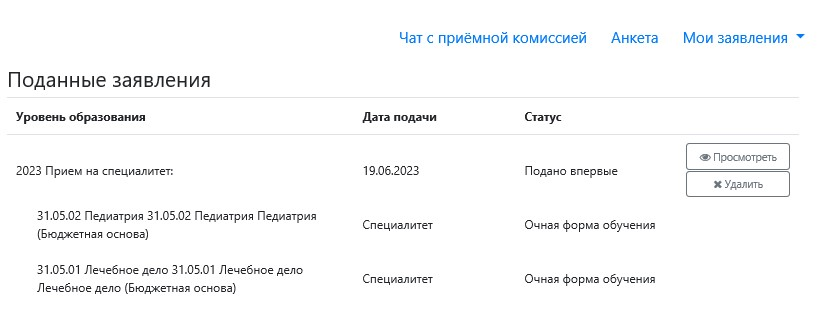 Чат с приёмной комиссией Анкета Мои заявления
Поданные заявления
Уровень образования Дата подачи Статус
2023 Прием на специалитет: 19.06.2023 Подано впервые Просмотреть
Удалить
31.05.02 Педиатрия 31.05.02 Педиатрия Педиатрия
(Бюджетная основа) Специалитет Очная форма обучения
31.05.01 Лечебное дело 31.05.01 Лечебное дело
Лечебное дело (Бюджетная основа) Специалитет Очная форма обучения